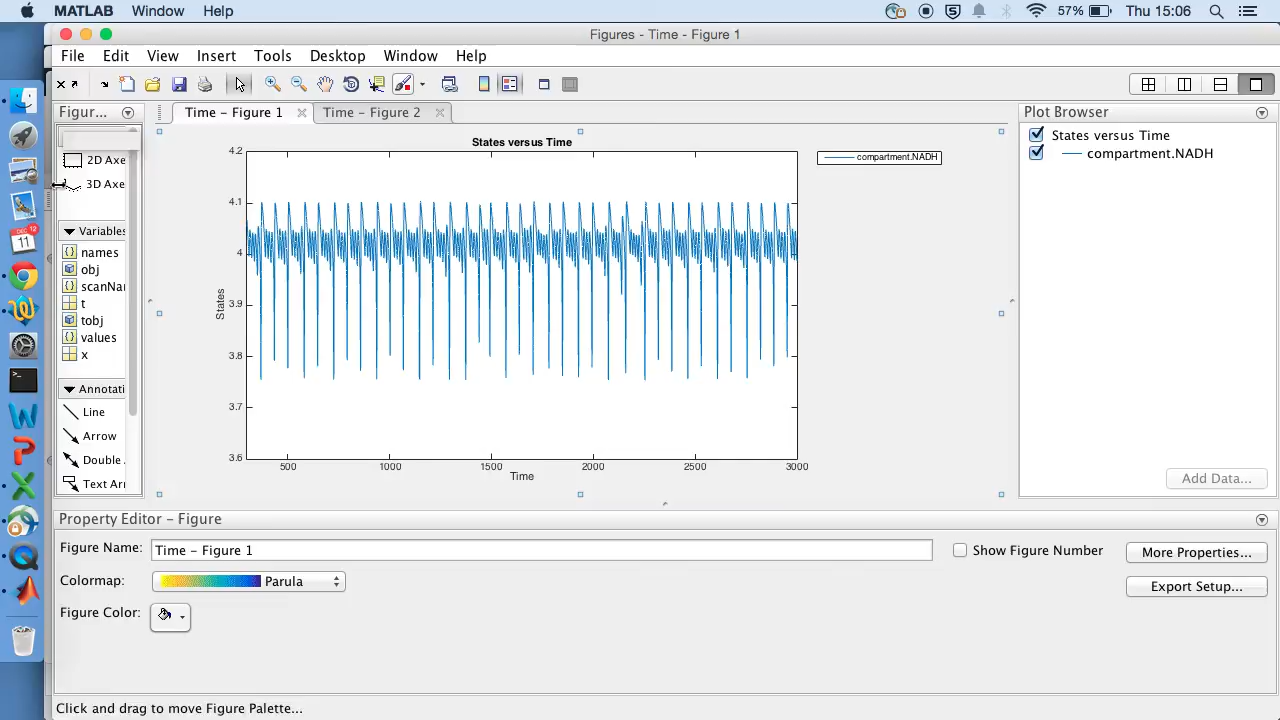 MATLAB Window Help 57% Thu 15:06
Figures - Time - Figure 1
File Edit View Insert Tools Desktop Window Help
Figur... Time - Figure 1 Time - Figure 2 Plot Browser
2D Axe
3D Axe
Variables
names
obj
scanNar
t
tobj
values
x
Annotati
Line
Arrow
Double
Text Arr
States versus Time
4.2
4.1
4
3.9
3.8
3.7
3.6
States
500 1000 1500 2000 2500 3000
Time
compartment.NADH
States versus Time
compartment.NADH
Add Data...
Property Editor - Figure
Figure Name: Time - Figure 1 Show Figure Number More Properties...
Colormap: Parula Export Setup...
Figure Color:
Click and drag to move Figure Palette...
DEC 12
11